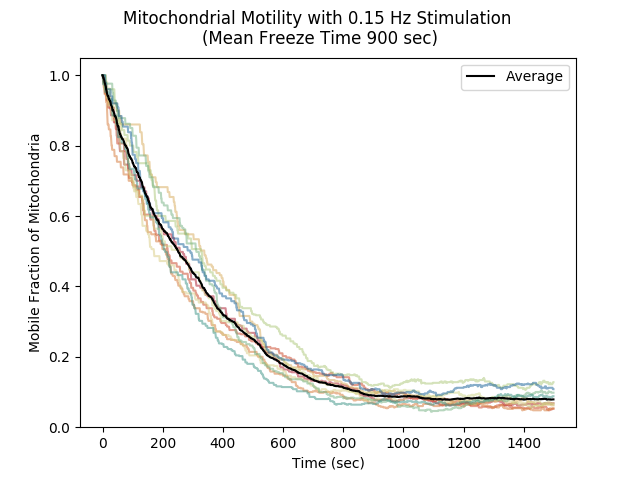 Mitochondrial Motility with 0.15 Hz Stimulation
(Mean Freeze Time 900 sec)
Average
Mobile Fraction of Mitochondria
1.0
0.8
0.6
0.4
0.2
0.0
0 200 400 600 800 1000 1200 1400
Time (sec)